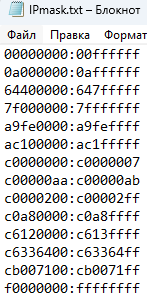 IPmask.txt – Блокнот
Файл Правка Формат
00000000:00ffffff
0a000000:0affffff
64400000:647fffff
7f000000:7fffffff
a9fe0000:a9feffff
ac100000:ac1fffff
c0000000:c0000007
c00000aa:c00000ab
c0000200:c00002ff
c0a80000:c0a8ffff
c6120000:c613ffff
c6336400:c63364ff
cb007100:cb0071ff
f0000000:ffffffff